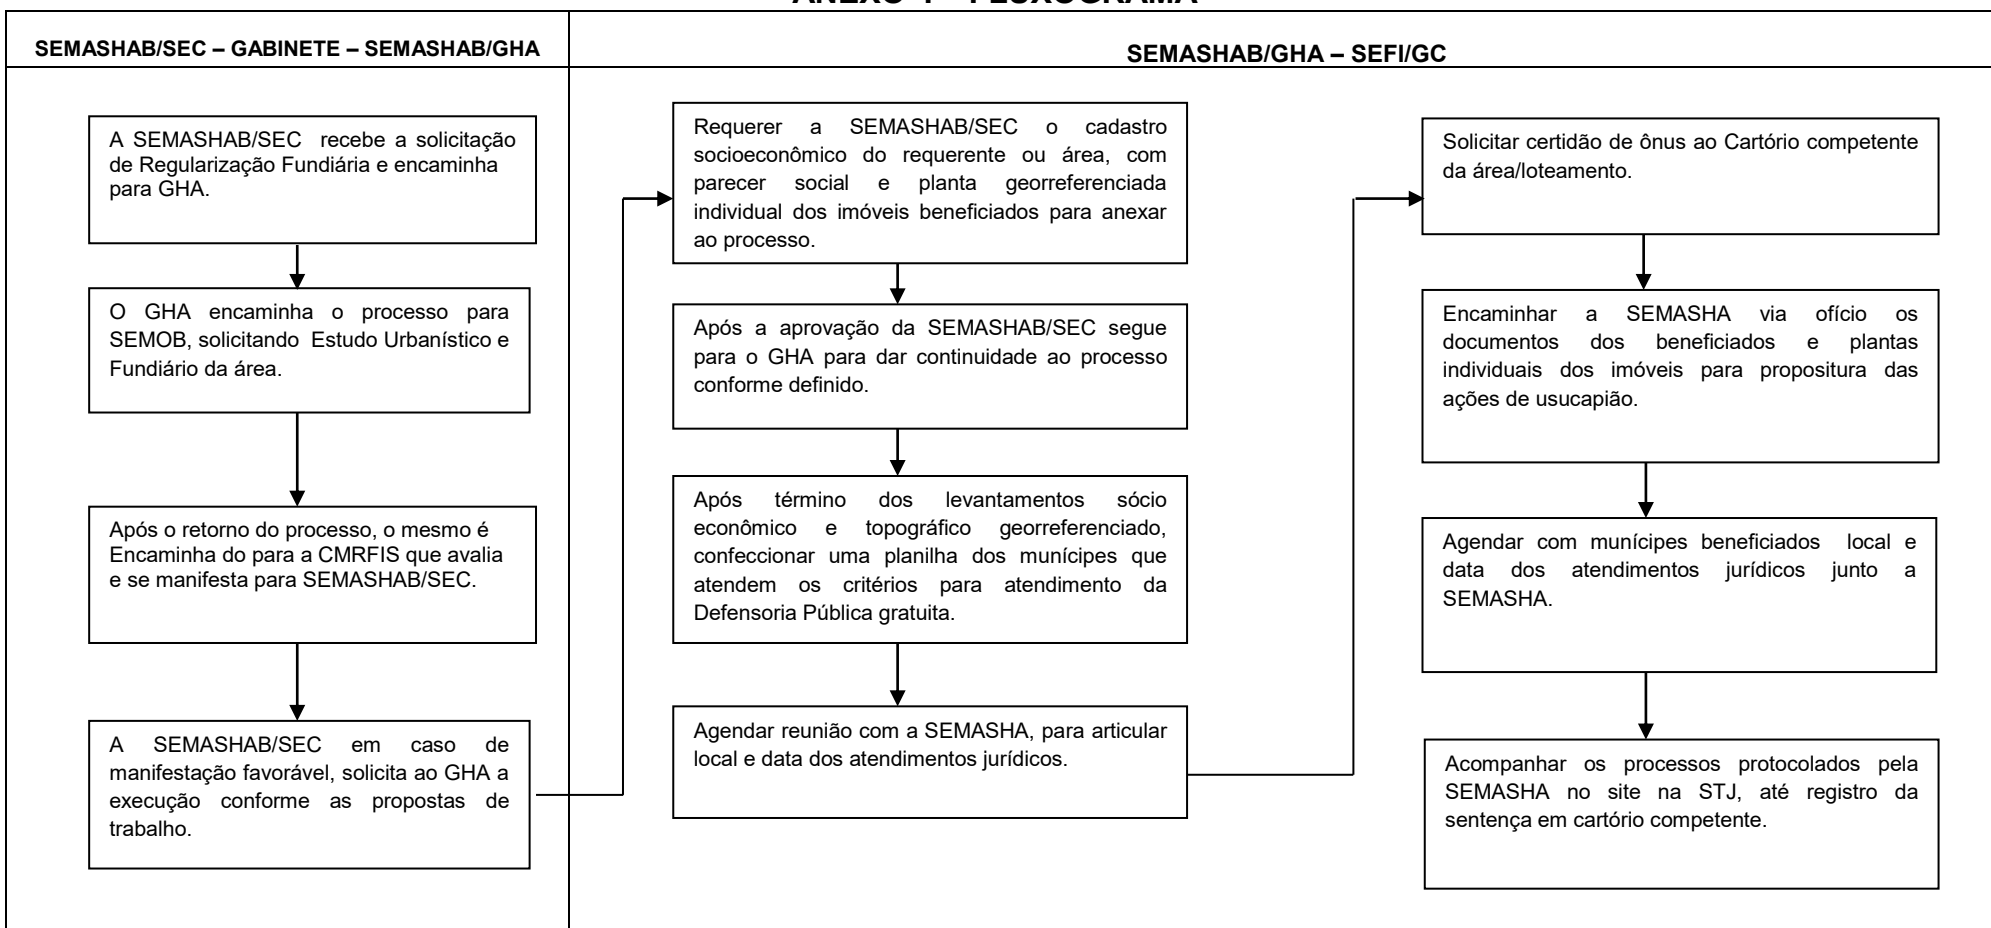 SEMASHAB/SEC – GABINETE – SEMASHAB/GHA
SEMASHAB/GHA – SEFI/GC
A SEMASHAB/SEC recebe a solicitação
de Regularização Fundiária e encaminha
para GHA.
O GHA encaminha o processo para
SEMOB, solicitando Estudo Urbanístico e
Fundiário da área.
Após o retorno do processo, o mesmo é
Encaminha do para a CMRFIS que avalia
e se manifesta para SEMASHAB/SEC.
A SEMASHAB/SEC em caso de
manifestação favorável, solicita ao GHA a
execução conforme as propostas de
trabalho.
Requerer a SEMASHAB/SEC o cadastro
socioeconômico do requerente ou área, com
parecer social e planta georreferenciada
individual dos imóveis beneficiados para anexar
ao processo.
Após a aprovação da SEMASHAB/SEC segue
para o GHA para dar continuidade ao processo
conforme definido.
Após término dos levantamentos sócio
econômico e topográfico georreferenciado,
confeccionar uma planilha dos munícipes que
atendem os critérios para atendimento da
Defensoria Pública gratuita.
Agendar reunião com a SEMASHA, para articular
local e data dos atendimentos jurídicos.
Solicitar certidão de ônus ao Cartório competente
da área/loteamento.
Encaminhar a SEMASHA via ofício os
documentos dos beneficiados e plantas
individuais dos imóveis para propositura das
ações de usucapião.
Agendar com munícipes beneficiados local e
data dos atendimentos jurídicos junto a
SEMASHA.
Acompanhar os processos protocolados pela
SEMASHA no site na STJ, até registro da
sentença em cartório competente.